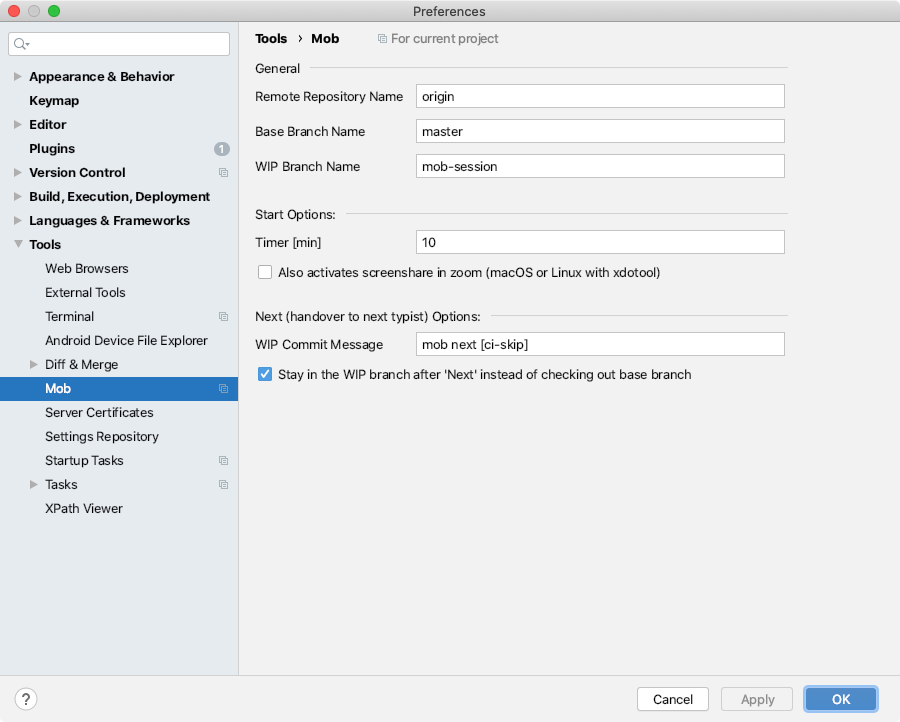 Preferences
Appearance & Behavior
Keymap
Editor
Plugins 1
Version Control
Build, Execution, Deployment
Languages & Frameworks
Tools
Web Browsers
External Tools
Terminal
Android Device File Explorer
Diff & Merge
Mob
Server Certificates
Settings Repository
Startup Tasks
Tasks
XPath Viewer
Tools › Mob For current project
General
Remote Repository Name origin
Base Branch Name master
WIP Branch Name mob-session
Start Options:
Timer [min] 10
Also activates screenshare in zoom (macOS or Linux with xdotool)
Next (handover to next typist) Options:
WIP Commit Message mob next [ci-skip]
Stay in the WIP branch after 'Next' instead of checking out base branch
? Cancel Apply OK